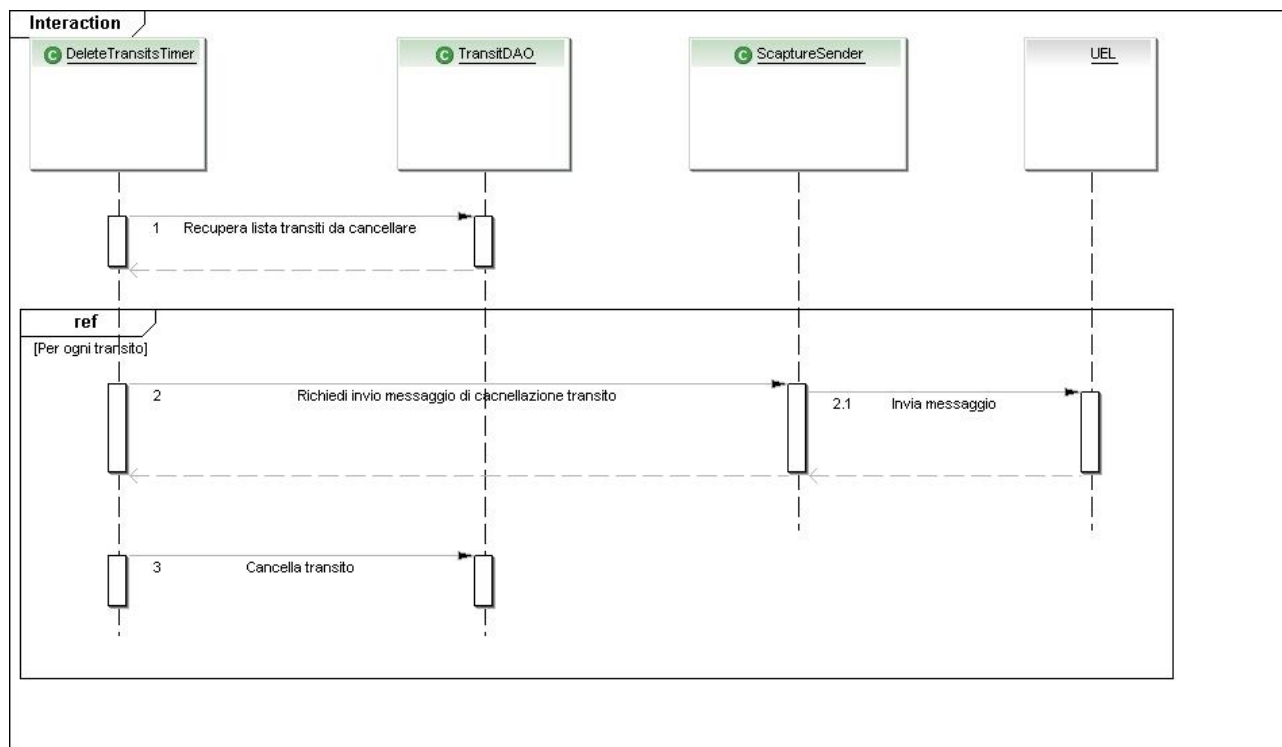 Interaction
C DeleteTransitsTimer
C TransitDAO
C ScaptureSender
UEL
1 Recupera lista transiti da cancellare
ref
[Per ogni transito]
2 Richiedi invio messaggio di cacnellazione transito
2.1 Invia messaggio
3 Cancella transito